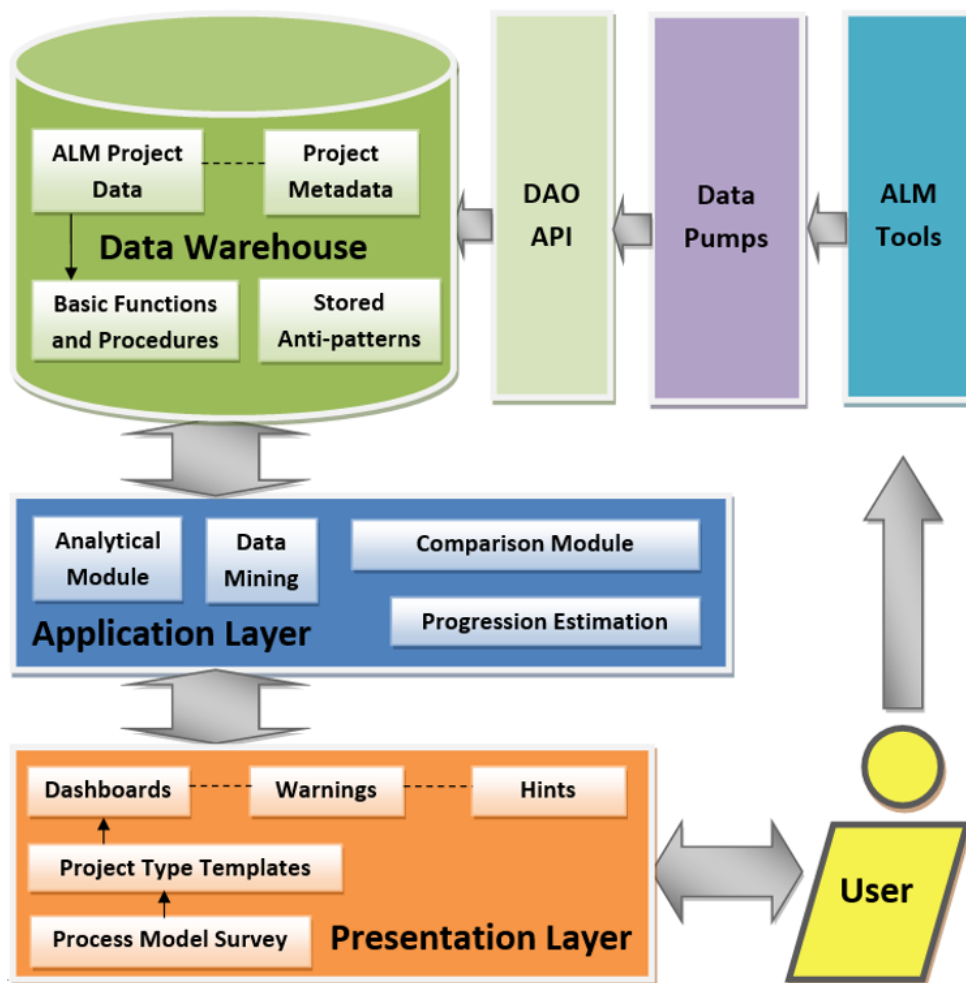 ALM Project
Data
Project
Metadata
Data Warehouse
Basic Functions
and Procedures
Stored
Anti-patterns
DAO
API
Data
Pumps
ALM
Tools
Analytical
Module
Data
Mining
Comparison Module
Progression Estimation
Application Layer
Dashboards
Warnings
Hints
Project Type Templates
Process Model Survey
Presentation Layer
User